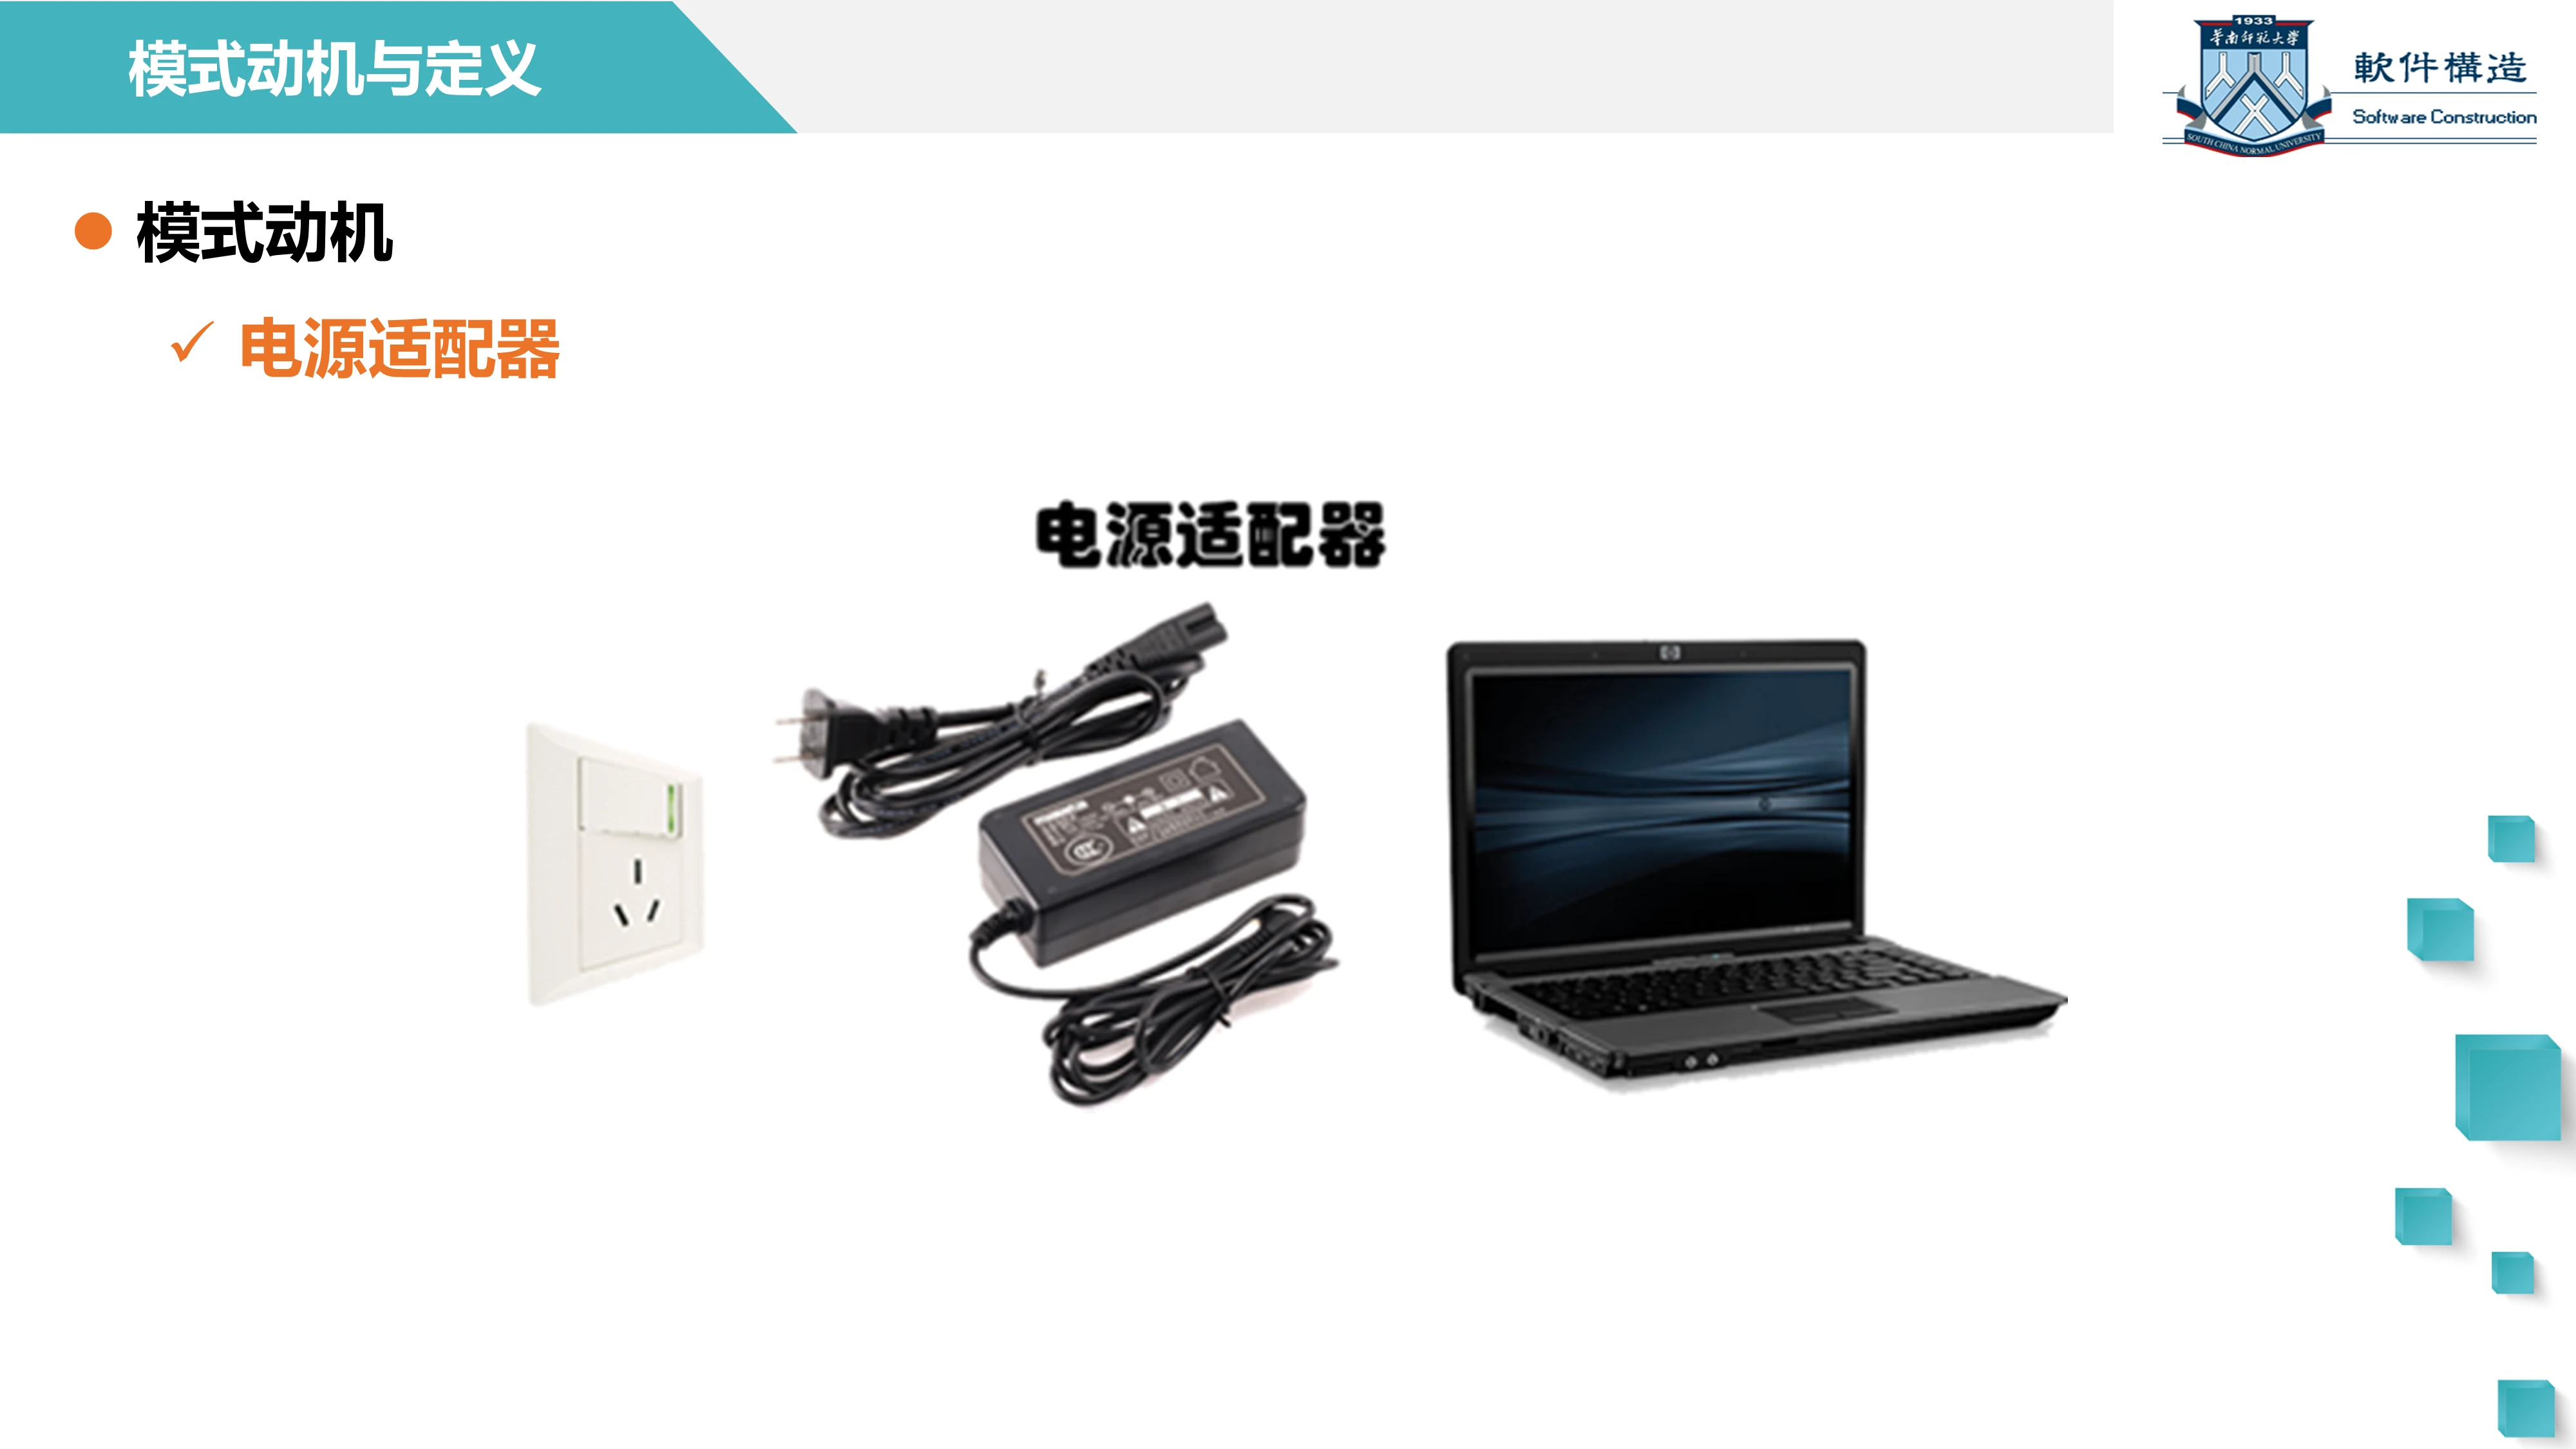 模式动机与定义
1933
华南师范大学
SOUTH CHINA NORMAL UNIVERSITY
軟件構造
Software Construction
模式动机
✓ 电源适配器
电源适配器
hp